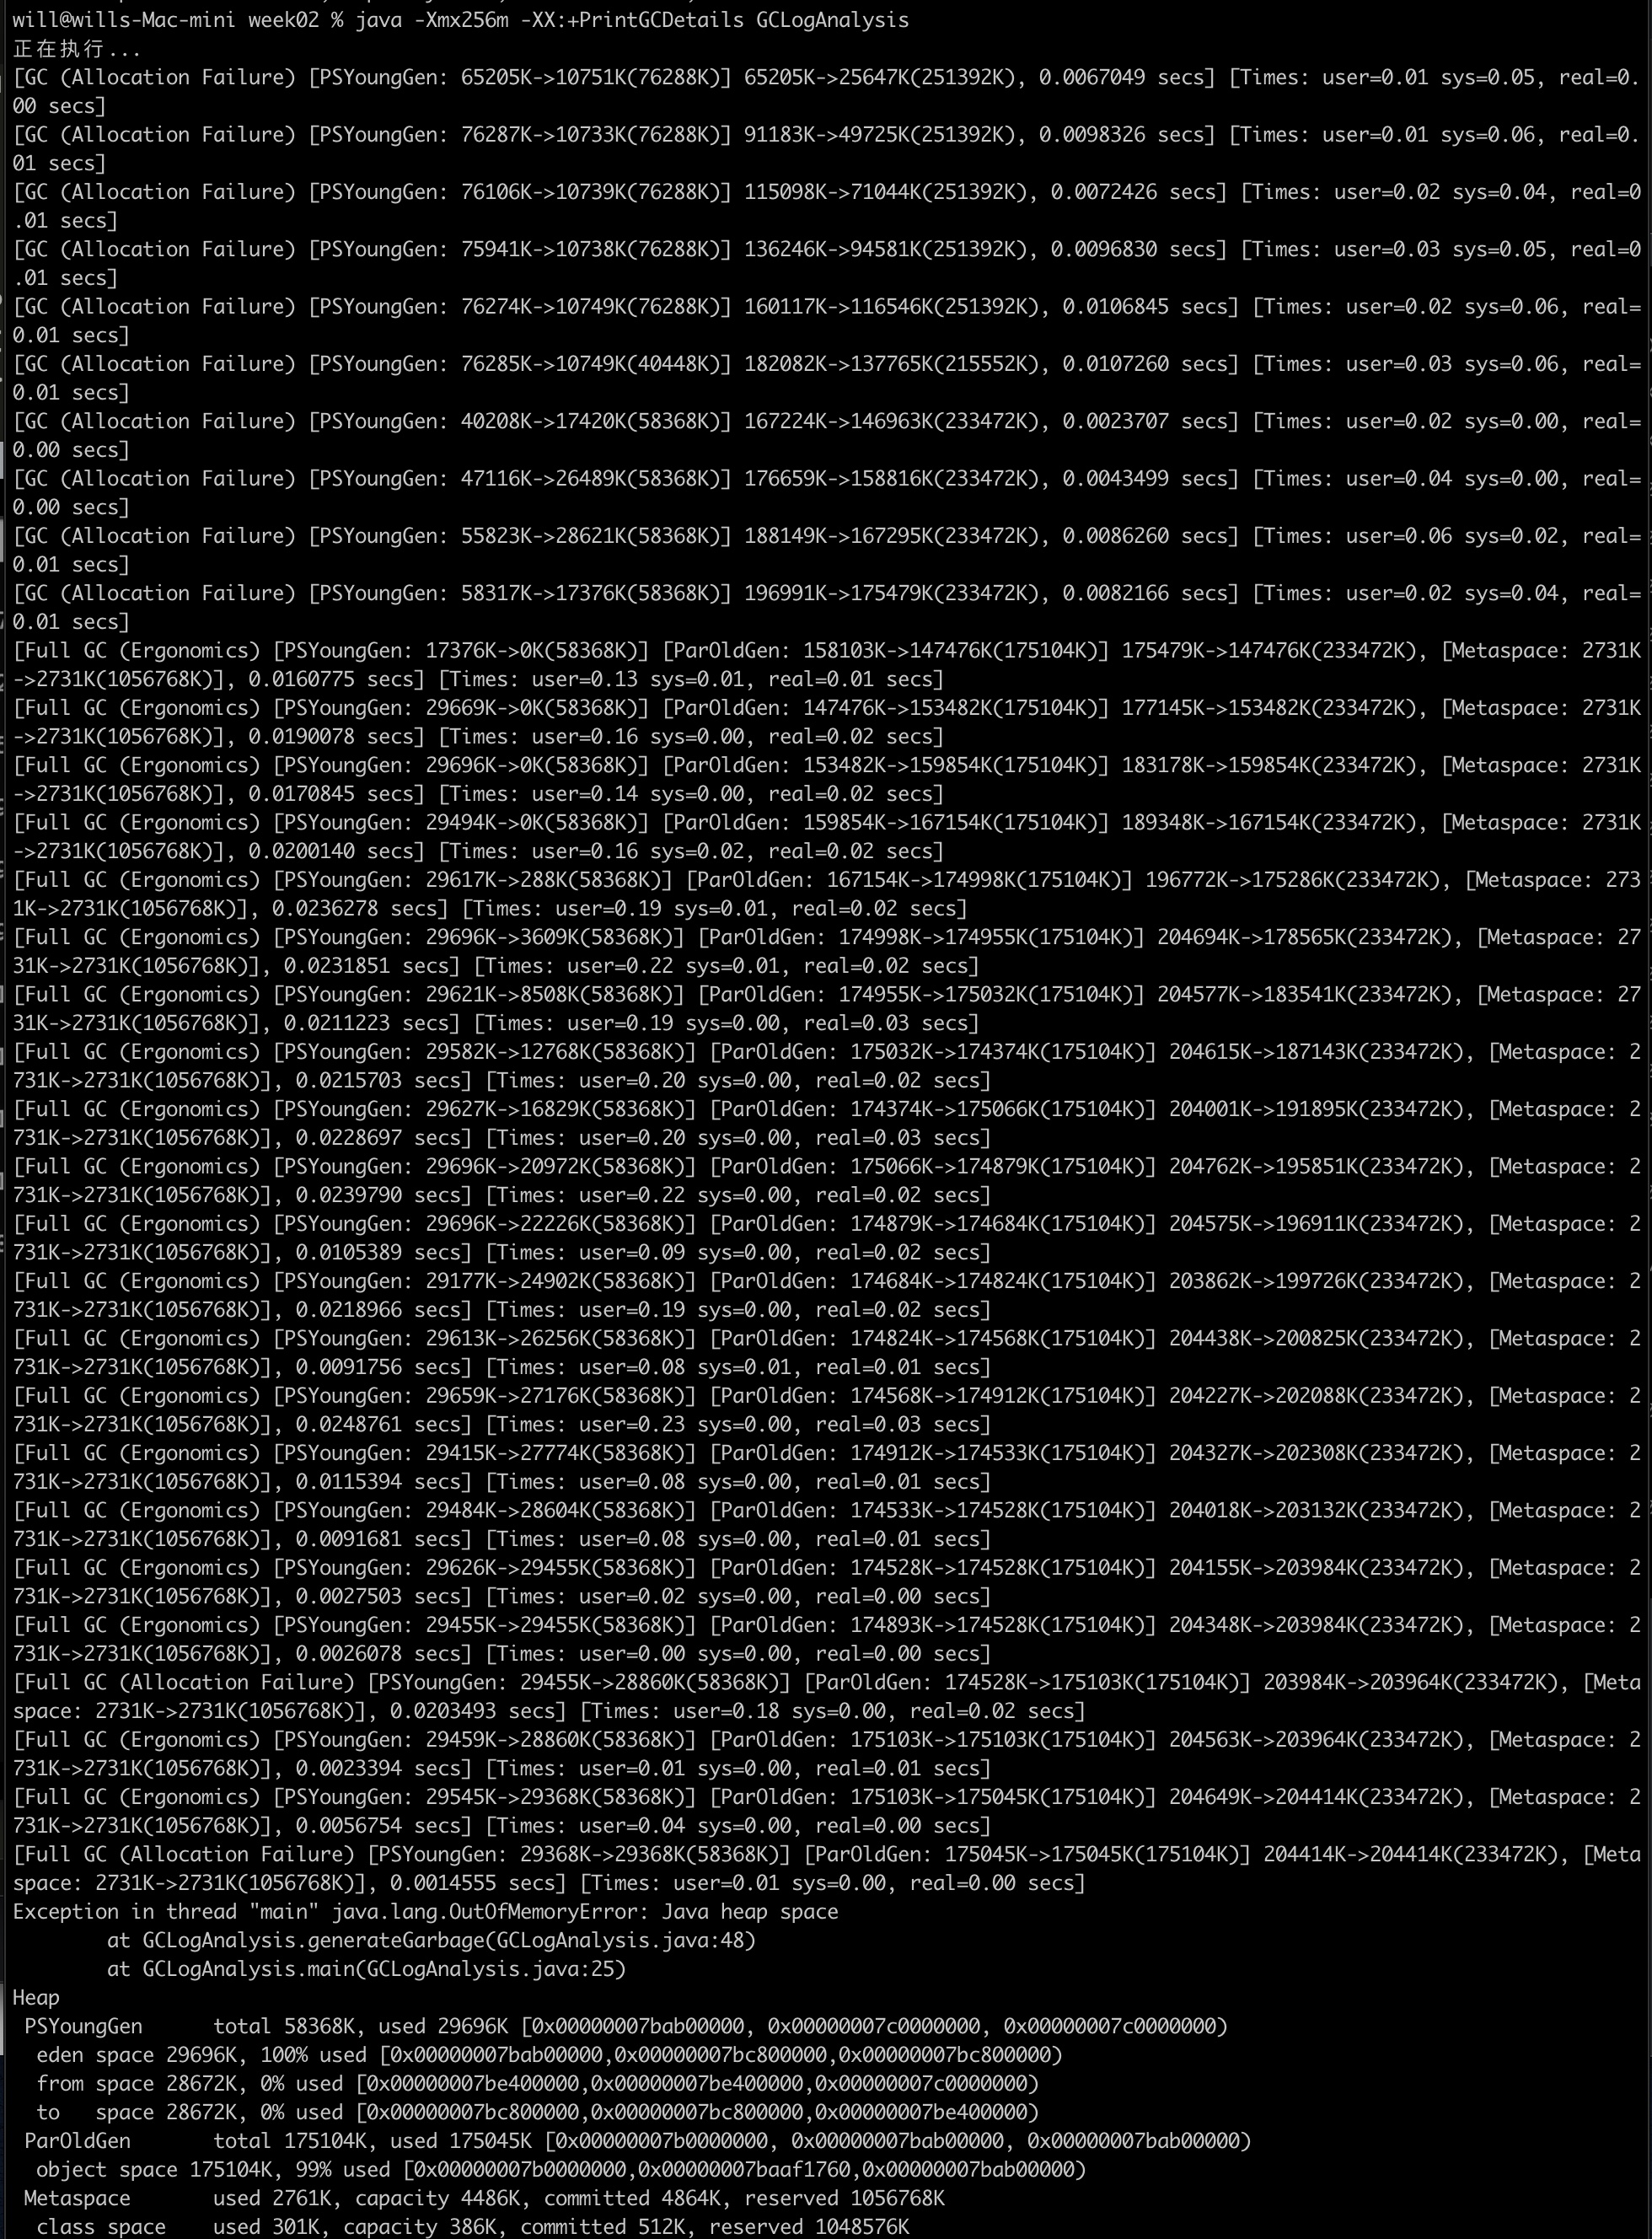 will@wills-Mac-mini week02 % java -Xmx256m -XX:+PrintGCDetails GCLogAnalysis
正在执行...
[GC (Allocation Failure) [PSYoungGen: 65205K->10751K(76288K)] 65205K->25647K(251392K), 0.0067049 secs] [Times: user=0.01 sys=0.05, real=0.
00 secs]
[GC (Allocation Failure) [PSYoungGen: 76287K->10733K(76288K)] 91183K->49725K(251392K), 0.0098326 secs] [Times: user=0.01 sys=0.06, real=0.
01 secs]
[GC (Allocation Failure) [PSYoungGen: 76106K->10739K(76288K)] 115098K->71044K(251392K), 0.0072426 secs] [Times: user=0.02 sys=0.04, real=0
.01 secs]
[GC (Allocation Failure) [PSYoungGen: 75941K->10738K(76288K)] 136246K->94581K(251392K), 0.0096830 secs] [Times: user=0.03 sys=0.05, real=0
.01 secs]
[GC (Allocation Failure) [PSYoungGen: 76274K->10749K(76288K)] 160117K->116546K(251392K), 0.0106845 secs] [Times: user=0.02 sys=0.06, real=
0.01 secs]
[GC (Allocation Failure) [PSYoungGen: 76285K->10749K(40448K)] 182082K->137765K(215552K), 0.0107260 secs] [Times: user=0.03 sys=0.06, real=
0.01 secs]
[GC (Allocation Failure) [PSYoungGen: 40208K->17420K(58368K)] 167224K->146963K(233472K), 0.0023707 secs] [Times: user=0.02 sys=0.00, real=
0.00 secs]
[GC (Allocation Failure) [PSYoungGen: 47116K->26489K(58368K)] 176659K->158816K(233472K), 0.0043499 secs] [Times: user=0.04 sys=0.00, real=
0.00 secs]
[GC (Allocation Failure) [PSYoungGen: 55823K->28621K(58368K)] 188149K->167295K(233472K), 0.0086260 secs] [Times: user=0.06 sys=0.02, real=
0.01 secs]
[GC (Allocation Failure) [PSYoungGen: 58317K->17376K(58368K)] 196991K->175479K(233472K), 0.0082166 secs] [Times: user=0.02 sys=0.04, real=
0.01 secs]
[Full GC (Ergonomics) [PSYoungGen: 17376K->0K(58368K)] [ParOldGen: 158103K->147476K(175104K)] 175479K->147476K(233472K), [Metaspace: 2731K
->2731K(1056768K)], 0.0160775 secs] [Times: user=0.13 sys=0.01, real=0.01 secs]
[Full GC (Ergonomics) [PSYoungGen: 29669K->0K(58368K)] [ParOldGen: 147476K->153482K(175104K)] 177145K->153482K(233472K), [Metaspace: 2731K
->2731K(1056768K)], 0.0190078 secs] [Times: user=0.16 sys=0.00, real=0.02 secs]
[Full GC (Ergonomics) [PSYoungGen: 29696K->0K(58368K)] [ParOldGen: 153482K->159854K(175104K)] 183178K->159854K(233472K), [Metaspace: 2731K
->2731K(1056768K)], 0.0170845 secs] [Times: user=0.14 sys=0.00, real=0.02 secs]
[Full GC (Ergonomics) [PSYoungGen: 29494K->0K(58368K)] [ParOldGen: 159854K->167154K(175104K)] 189348K->167154K(233472K), [Metaspace: 2731K
->2731K(1056768K)], 0.0200140 secs] [Times: user=0.16 sys=0.02, real=0.02 secs]
[Full GC (Ergonomics) [PSYoungGen: 29617K->288K(58368K)] [ParOldGen: 167154K->174998K(175104K)] 196772K->175286K(233472K), [Metaspace: 273
1K->2731K(1056768K)], 0.0236278 secs] [Times: user=0.19 sys=0.01, real=0.02 secs]
[Full GC (Ergonomics) [PSYoungGen: 29696K->3609K(58368K)] [ParOldGen: 174998K->174955K(175104K)] 204694K->178565K(233472K), [Metaspace: 27
31K->2731K(1056768K)], 0.0231851 secs] [Times: user=0.22 sys=0.01, real=0.02 secs]
[Full GC (Ergonomics) [PSYoungGen: 29621K->8508K(58368K)] [ParOldGen: 174955K->175032K(175104K)] 204577K->183541K(233472K), [Metaspace: 27
31K->2731K(1056768K)], 0.0211223 secs] [Times: user=0.19 sys=0.00, real=0.03 secs]
[Full GC (Ergonomics) [PSYoungGen: 29582K->12768K(58368K)] [ParOldGen: 175032K->174374K(175104K)] 204615K->187143K(233472K), [Metaspace: 2
731K->2731K(1056768K)], 0.0215703 secs] [Times: user=0.20 sys=0.00, real=0.02 secs]
[Full GC (Ergonomics) [PSYoungGen: 29627K->16829K(58368K)] [ParOldGen: 174374K->175066K(175104K)] 204001K->191895K(233472K), [Metaspace: 2
731K->2731K(1056768K)], 0.0228697 secs] [Times: user=0.20 sys=0.00, real=0.03 secs]
[Full GC (Ergonomics) [PSYoungGen: 29696K->20972K(58368K)] [ParOldGen: 175066K->174879K(175104K)] 204762K->195851K(233472K), [Metaspace: 2
731K->2731K(1056768K)], 0.0239790 secs] [Times: user=0.22 sys=0.00, real=0.02 secs]
[Full GC (Ergonomics) [PSYoungGen: 29696K->22226K(58368K)] [ParOldGen: 174879K->174684K(175104K)] 204575K->196911K(233472K), [Metaspace: 2
731K->2731K(1056768K)], 0.0105389 secs] [Times: user=0.09 sys=0.00, real=0.02 secs]
[Full GC (Ergonomics) [PSYoungGen: 29177K->24902K(58368K)] [ParOldGen: 174684K->174824K(175104K)] 203862K->199726K(233472K), [Metaspace: 2
731K->2731K(1056768K)], 0.0218966 secs] [Times: user=0.19 sys=0.00, real=0.02 secs]
[Full GC (Ergonomics) [PSYoungGen: 29613K->26256K(58368K)] [ParOldGen: 174824K->174568K(175104K)] 204438K->200825K(233472K), [Metaspace: 2
731K->2731K(1056768K)], 0.0091756 secs] [Times: user=0.08 sys=0.01, real=0.01 secs]
[Full GC (Ergonomics) [PSYoungGen: 29659K->27176K(58368K)] [ParOldGen: 174568K->174912K(175104K)] 204227K->202088K(233472K), [Metaspace: 2
731K->2731K(1056768K)], 0.0248761 secs] [Times: user=0.23 sys=0.00, real=0.03 secs]
[Full GC (Ergonomics) [PSYoungGen: 29415K->27774K(58368K)] [ParOldGen: 174912K->174533K(175104K)] 204327K->202308K(233472K), [Metaspace: 2
731K->2731K(1056768K)], 0.0115394 secs] [Times: user=0.08 sys=0.00, real=0.01 secs]
[Full GC (Ergonomics) [PSYoungGen: 29484K->28604K(58368K)] [ParOldGen: 174533K->174528K(175104K)] 204018K->203132K(233472K), [Metaspace: 2
731K->2731K(1056768K)], 0.0091681 secs] [Times: user=0.08 sys=0.00, real=0.01 secs]
[Full GC (Ergonomics) [PSYoungGen: 29626K->29455K(58368K)] [ParOldGen: 174528K->174528K(175104K)] 204155K->203984K(233472K), [Metaspace: 2
731K->2731K(1056768K)], 0.0027503 secs] [Times: user=0.02 sys=0.00, real=0.00 secs]
[Full GC (Ergonomics) [PSYoungGen: 29455K->29455K(58368K)] [ParOldGen: 174893K->174528K(175104K)] 204348K->203984K(233472K), [Metaspace: 2
731K->2731K(1056768K)], 0.0026078 secs] [Times: user=0.00 sys=0.00, real=0.00 secs]
[Full GC (Allocation Failure) [PSYoungGen: 29455K->28860K(58368K)] [ParOldGen: 174528K->175103K(175104K)] 203984K->203964K(233472K), [Meta
space: 2731K->2731K(1056768K)], 0.0203493 secs] [Times: user=0.18 sys=0.00, real=0.02 secs]
[Full GC (Ergonomics) [PSYoungGen: 29459K->28860K(58368K)] [ParOldGen: 175103K->175103K(175104K)] 204563K->203964K(233472K), [Metaspace: 2
731K->2731K(1056768K)], 0.0023394 secs] [Times: user=0.01 sys=0.00, real=0.01 secs]
[Full GC (Ergonomics) [PSYoungGen: 29545K->29368K(58368K)] [ParOldGen: 175103K->175045K(175104K)] 204649K->204414K(233472K), [Metaspace: 2
731K->2731K(1056768K)], 0.0056754 secs] [Times: user=0.04 sys=0.00, real=0.00 secs]
[Full GC (Allocation Failure) [PSYoungGen: 29368K->29368K(58368K)] [ParOldGen: 175045K->175045K(175104K)] 204414K->204414K(233472K), [Meta
space: 2731K->2731K(1056768K)], 0.0014555 secs] [Times: user=0.01 sys=0.00, real=0.00 secs]
Exception in thread "main" java.lang.OutOfMemoryError: Java heap space
at GCLogAnalysis.generateGarbage(GCLogAnalysis.java:48)
at GCLogAnalysis.main(GCLogAnalysis.java:25)
Heap
PSYoungGen total 58368K, used 29696K [0x00000007bab00000, 0x00000007c0000000, 0x00000007c0000000)
eden space 29696K, 100% used [0x00000007bab00000,0x00000007bc800000,0x00000007bc800000)
from space 28672K, 0% used [0x00000007be400000,0x00000007be400000,0x00000007c0000000)
to space 28672K, 0% used [0x00000007bc800000,0x00000007bc800000,0x00000007be400000)
ParOldGen total 175104K, used 175045K [0x00000007b0000000, 0x00000007bab00000, 0x00000007bab00000)
object space 175104K, 99% used [0x00000007b0000000,0x00000007baaf1760,0x00000007bab00000)
Metaspace used 2761K, capacity 4486K, committed 4864K, reserved 1056768K
class space used 301K, capacity 386K, committed 512K, reserved 1048576K